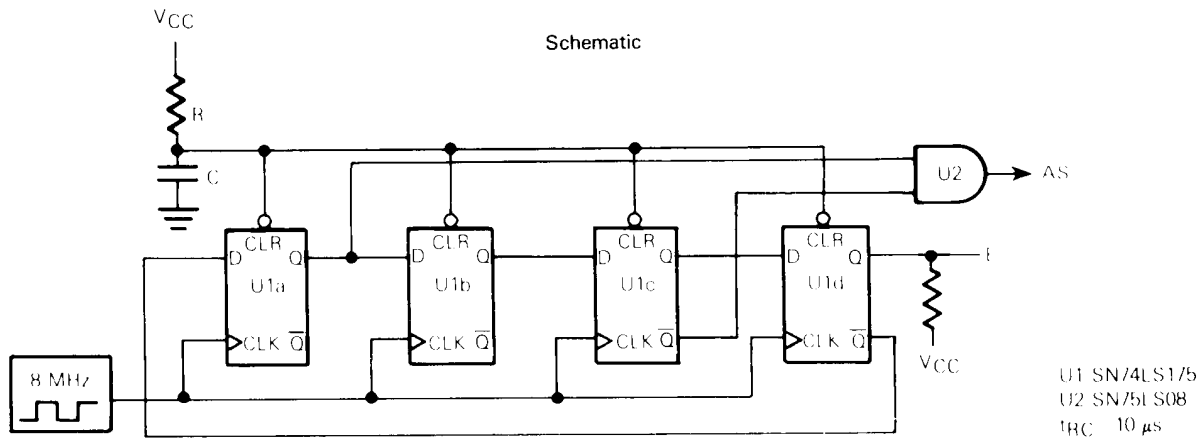 Schematic
VCC
R
C
U2
AS
CLR
D Q
U1a
CLK Q̅
CLR
D Q
U1b
CLK Q̅
CLR
D Q
U1c
CLK Q̅
CLR
D Q
U1d
CLK Q̅
VCC
8 MHz
U1 SN74LS175
U2 SN75LS08
tRC 10 μs